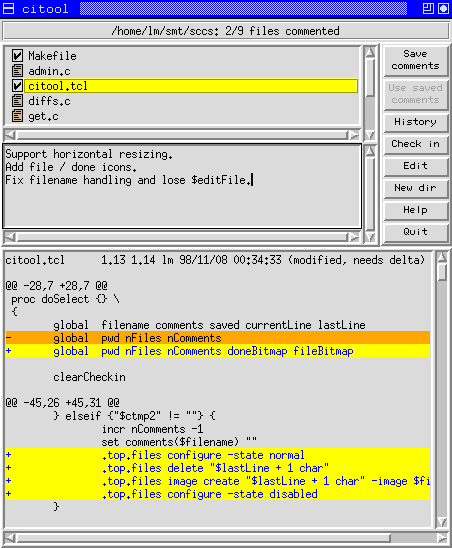 citool
/home/lm/smt/sccs: 2/9 files commented
Makefile
admin.c
citool.tcl
diffs.c
get.c
Save
comments
Use saved
comments
History
Check in
Edit
New dir
Help
Quit
Support horizontal resizing.
Add file / done icons.
Fix filename handling and lose $editFile.
citool.tcl 1.13 1.14 lm 98/11/08 00:34:33 (modified, needs delta)
@@ -28,7 +28,7 @@
proc doSelect {} \
{
global filename comments saved currentLine lastLine
- global pwd nFiles nComments
+ global pwd nFiles nComments doneBitmap fileBitmap
clearCheckin
@@ -45,26 +45,31 @@
} elseif {"$ctmp2" != ""} {
incr nComments -1
set comments($filename) ""
+ .top.files configure -state normal
+ .top.files delete "$lastLine + 1 char"
+ .top.files image create "$lastLine + 1 char" -image $fi
+ .top.files configure -state disabled
}